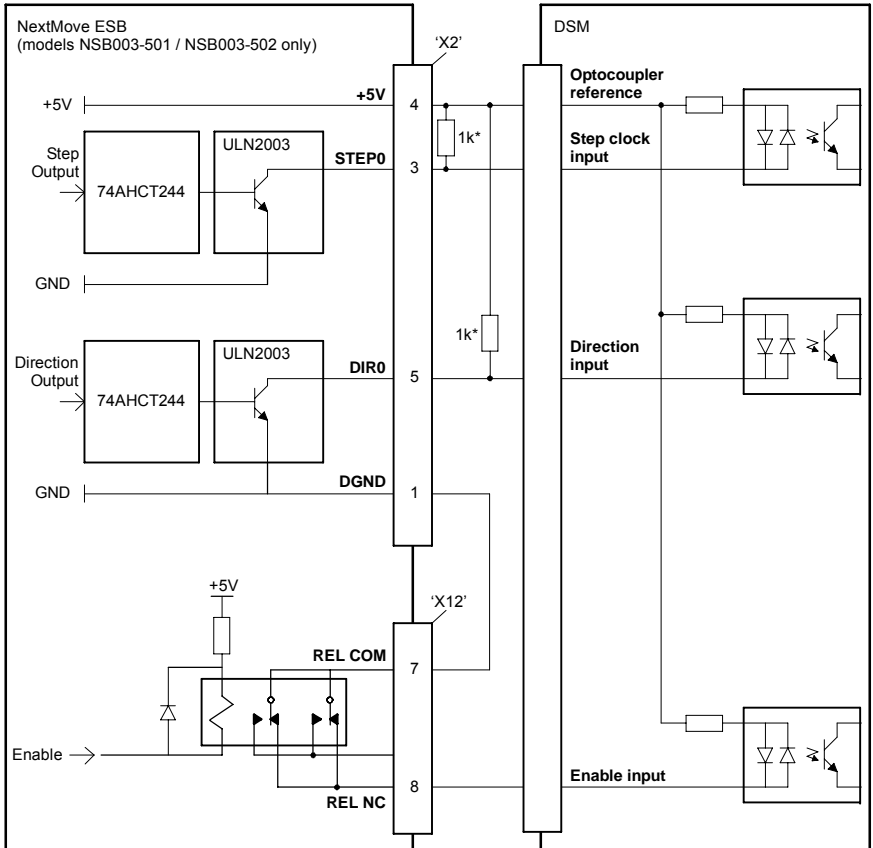 NextMove ESB
(models NSB003-501 / NSB003-502 only)
'X2'
DSM
+5V
+5V
4
Optocoupler
reference
1k*
Step
Output
74AHCT244
ULN2003
STEP0
3
Step clock
input
GND
1k*
Direction
Output
74AHCT244
ULN2003
DIR0
5
Direction
input
GND
DGND
1
+5V
'X12'
REL COM
7
Enable
REL NC
8
Enable input